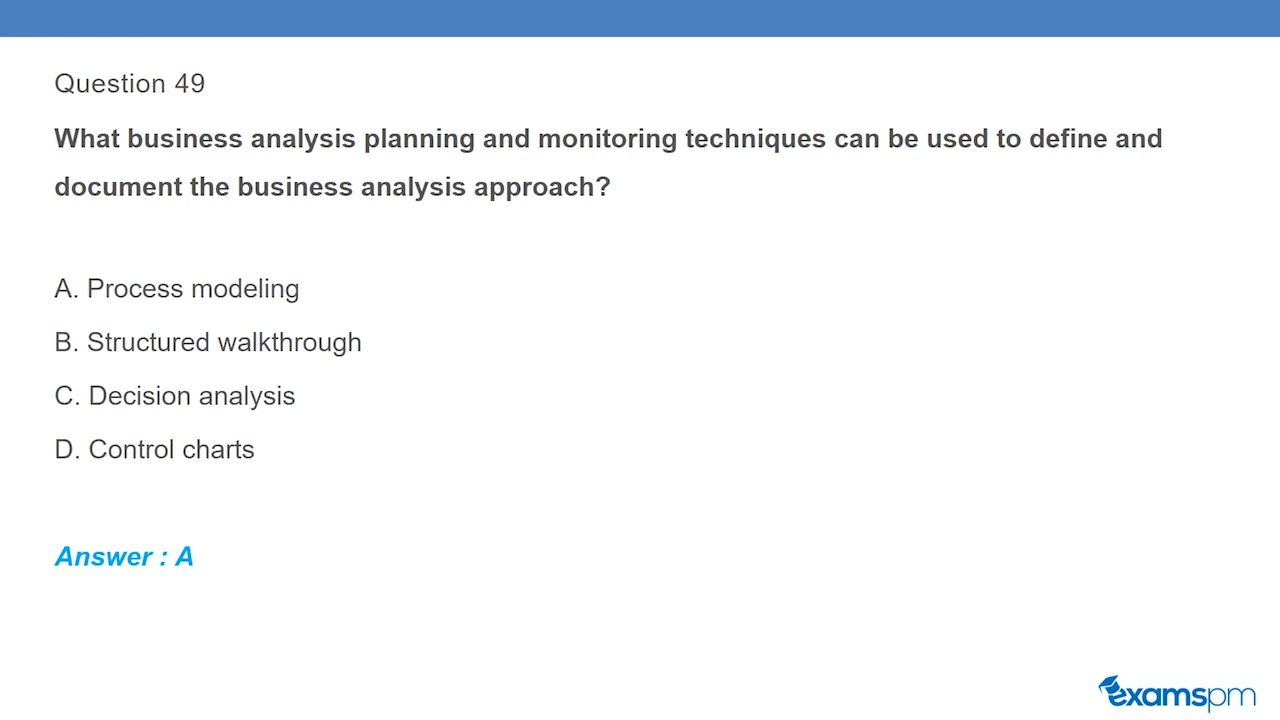 Question 49
What business analysis planning and monitoring techniques can be used to define and
document the business analysis approach?
A. Process modeling
B. Structured walkthrough
C. Decision analysis
D. Control charts
Answer : A
examspm